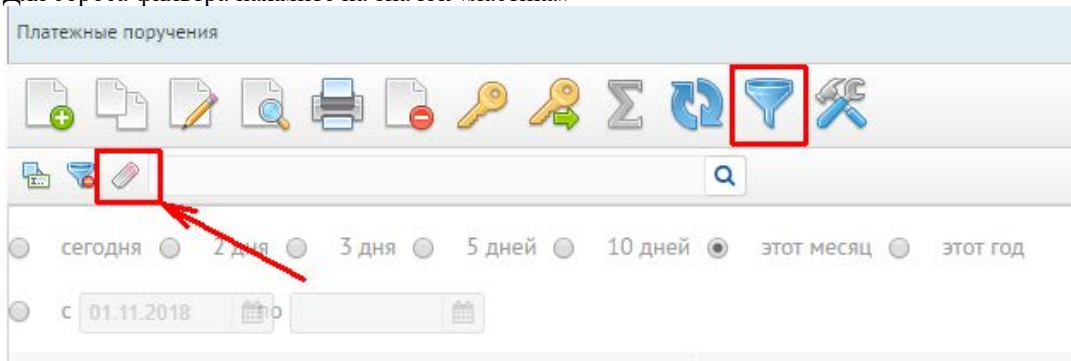 Платежные поручения
сегодня 2 дня 3 дня 5 дней 10 дней этот месяц этот год
с 01.11.2018 по